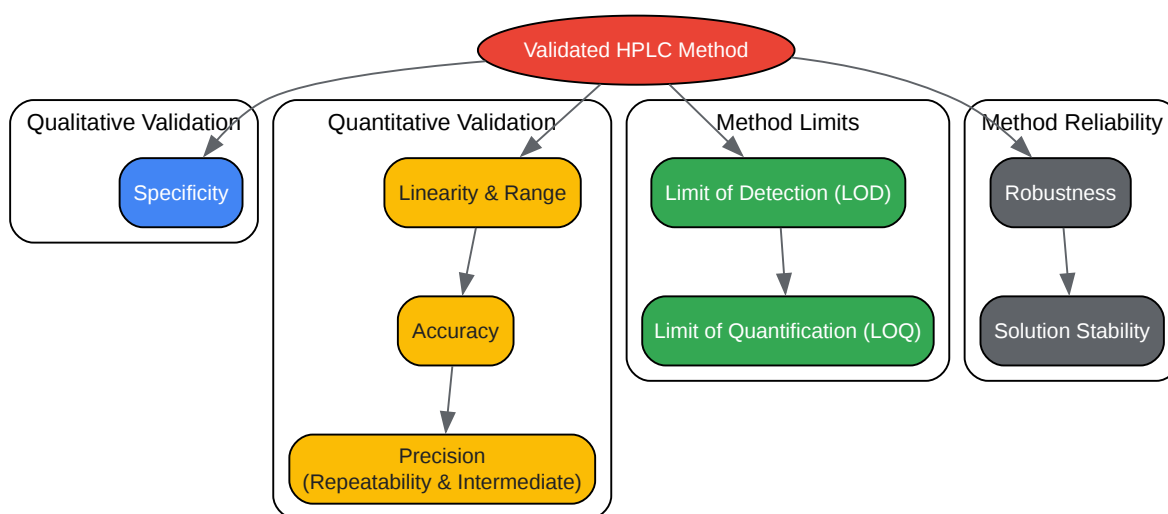 Validated HPLC Method
Qualitative Validation
Quantitative Validation
Method Limits
Method Reliability
Specificity
Linearity & Range
Limit of Detection (LOD)
Robustness
Accuracy
Limit of Quantification (LOQ)
Solution Stability
Precision
(Repeatability & Intermediate)